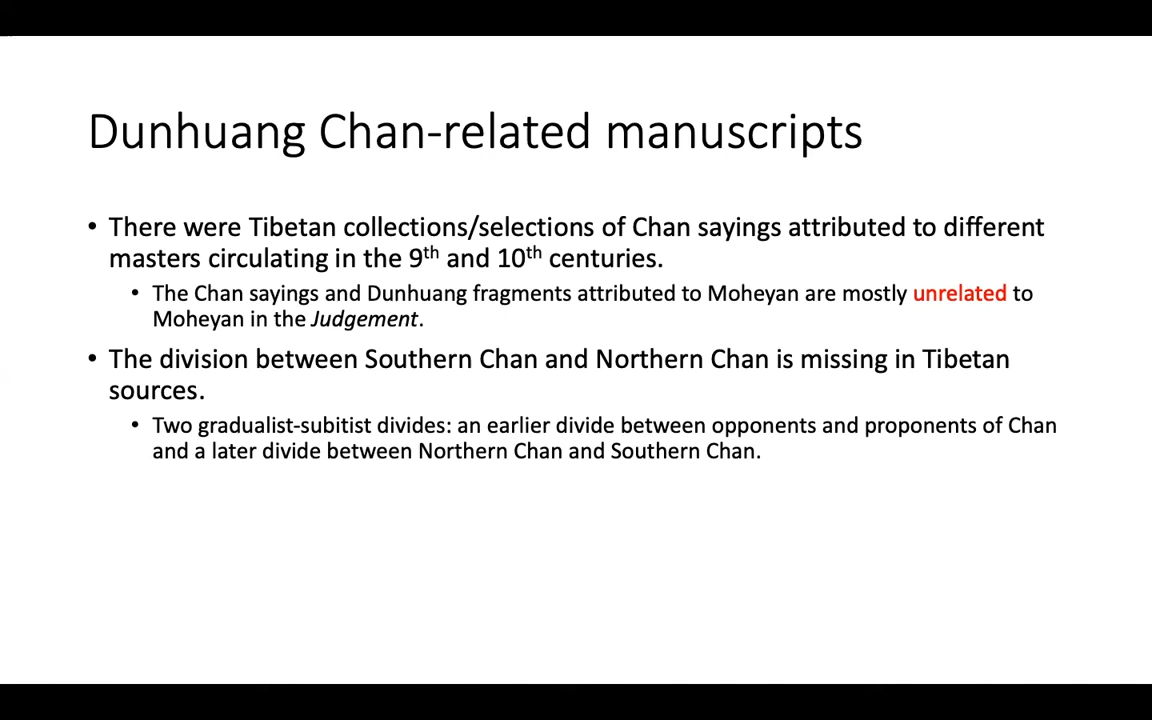 Dunhuang Chan-related manuscripts
• There were Tibetan collections/selections of Chan sayings attributed to different
masters circulating in the 9th and 10th centuries.
• The Chan sayings and Dunhuang fragments attributed to Moheyan are mostly unrelated to
Moheyan in the Judgement.
• The division between Southern Chan and Northern Chan is missing in Tibetan
sources.
• Two gradualist-subitist divides: an earlier divide between opponents and proponents of Chan
and a later divide between Northern Chan and Southern Chan.